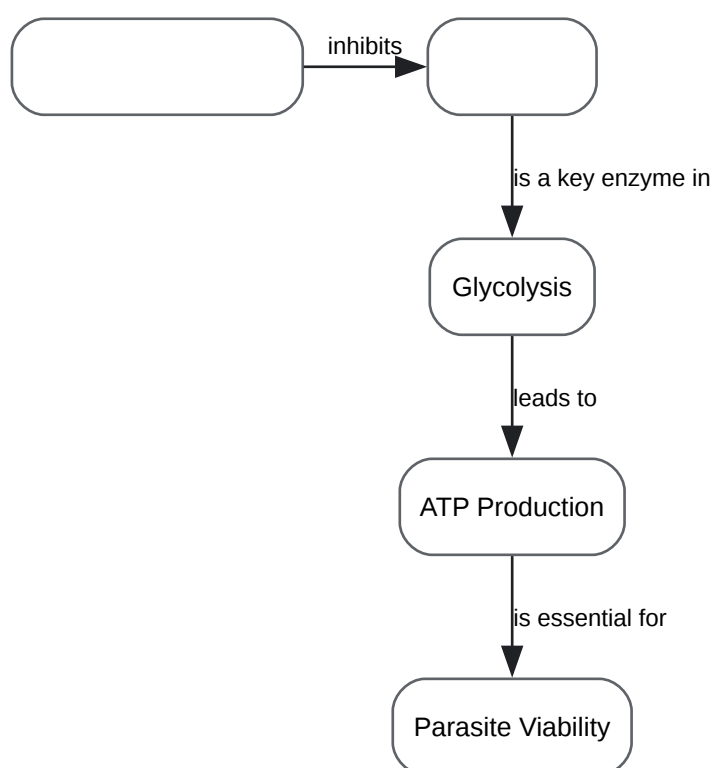 inhibits
is a key enzyme in
Glycolysis
leads to
ATP Production
is essential for
Parasite Viability